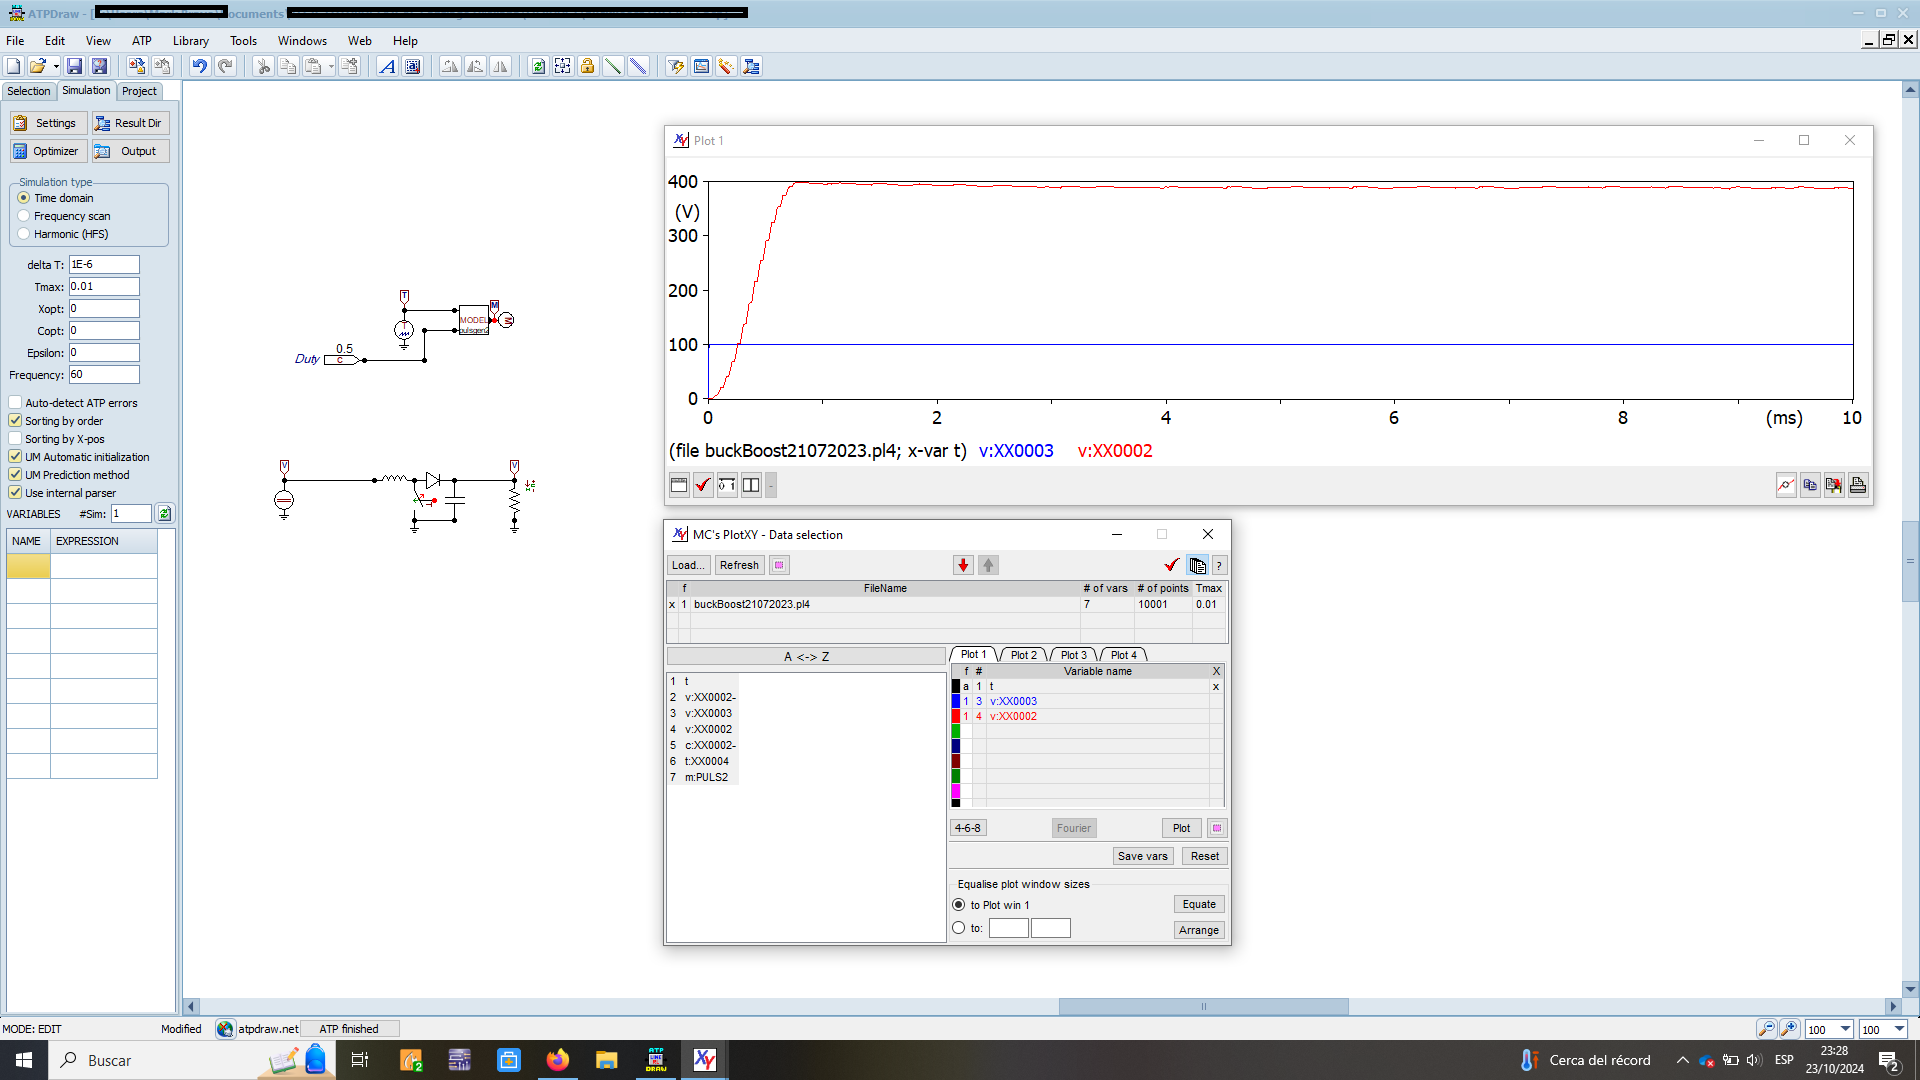 ATPDraw - [
Documents
File Edit View ATP Library Tools Windows Web Help
Selection Simulation Project
Settings Result Dir
Optimizer Output
Simulation type
Time domain
Frequency scan
Harmonic (HFS)
delta T: 1E-6
Tmax: 0.01
Xopt: 0
Copt: 0
Epsilon: 0
Frequency: 60
Auto-detect ATP errors
Sorting by order
Sorting by X-pos
UM Automatic initialization
UM Prediction method
Use internal parser
VARIABLES #Sim: 1
NAME EXPRESSION
T
M
MODEL
pulsgen2
M
0.5
Duty C
V
V
T
Plot 1
400
(V)
300
200
100
0
0 2 4 6 8 (ms) 10
(file buckBoost21072023.pl4; x-var t) v:XX0003 v:XX0002
MC's PlotXY - Data selection
Load... Refresh ?
f FileName # of vars # of points Tmax
x 1 buckBoost21072023.pl4 7 10001 0.01
A <-> Z
Plot 1 Plot 2 Plot 3 Plot 4
f # Variable name X
a 1 t x
1 3 v:XX0003
1 4 v:XX0002
1 t
2 v:XX0002-
3 v:XX0003
4 v:XX0002
5 c:XX0002-
6 t:XX0004
7 m:PULS2
4-6-8 Fourier Plot
Save vars Reset
Equalise plot window sizes
to Plot win 1 Equate
to: Arrange
MODE: EDIT Modified atpdraw.net ATP finished 100 100
Buscar
ATP
DRAW
XY
Cerca del récord ESP
23:28
23/10/2024
2